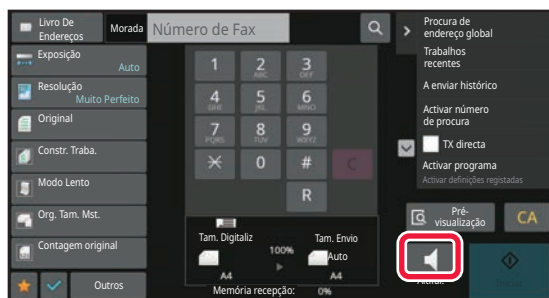 Livro De
Endereços
Morada
Número de Fax
Exposição
Auto
Resolução
Muito Perfeito
Original
Constr. Traba.
Modo Lento
Org. Tam. Mst.
Contagem original
Outros
1
2
ABC
3
DEF
4
GHI
5
JKL
6
MNO
7
PQRS
8
TUV
9
WXYZ
0
#
C
R
Tam. Digitaliz
100%
Tam. Envio
Auto
A4
A4
Memória recepção:
0%
Procura de
endereço global
Trabalhos
recentes
A enviar histórico
Activar número
de procura
TX directa
Activar programa
Activar definições registadas
Pré-
visualização
CA